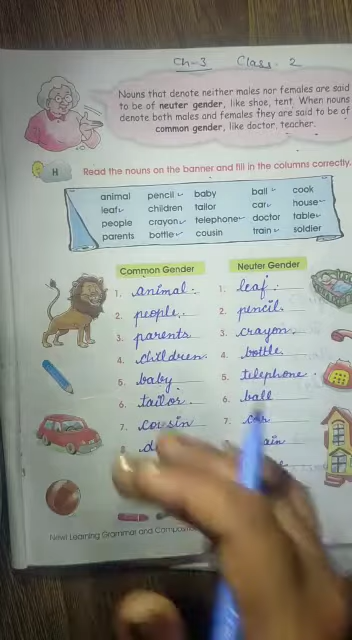 Ch-3 Class - 2
Nouns that denote neither males nor females are said
to be of neuter gender, like shoe, tent. When nouns
denote both males and females they are said to be of
common gender, like doctor, teacher.
H Read the nouns on the banner and fill in the columns correctly.
animal pencil baby ball cook
leaf children tailor car house
people crayon telephone doctor table
parents bottle cousin train soldier
Common Gender Neuter Gender
1. animal. 1. leaf.
2. people. 2. pencil.
3. parents 3. crayon.
4. children. 4. bottle.
5. baby 5. telephone.
6. tailor. 6. ball
7. cousin 7. car
New! Learning Grammar and